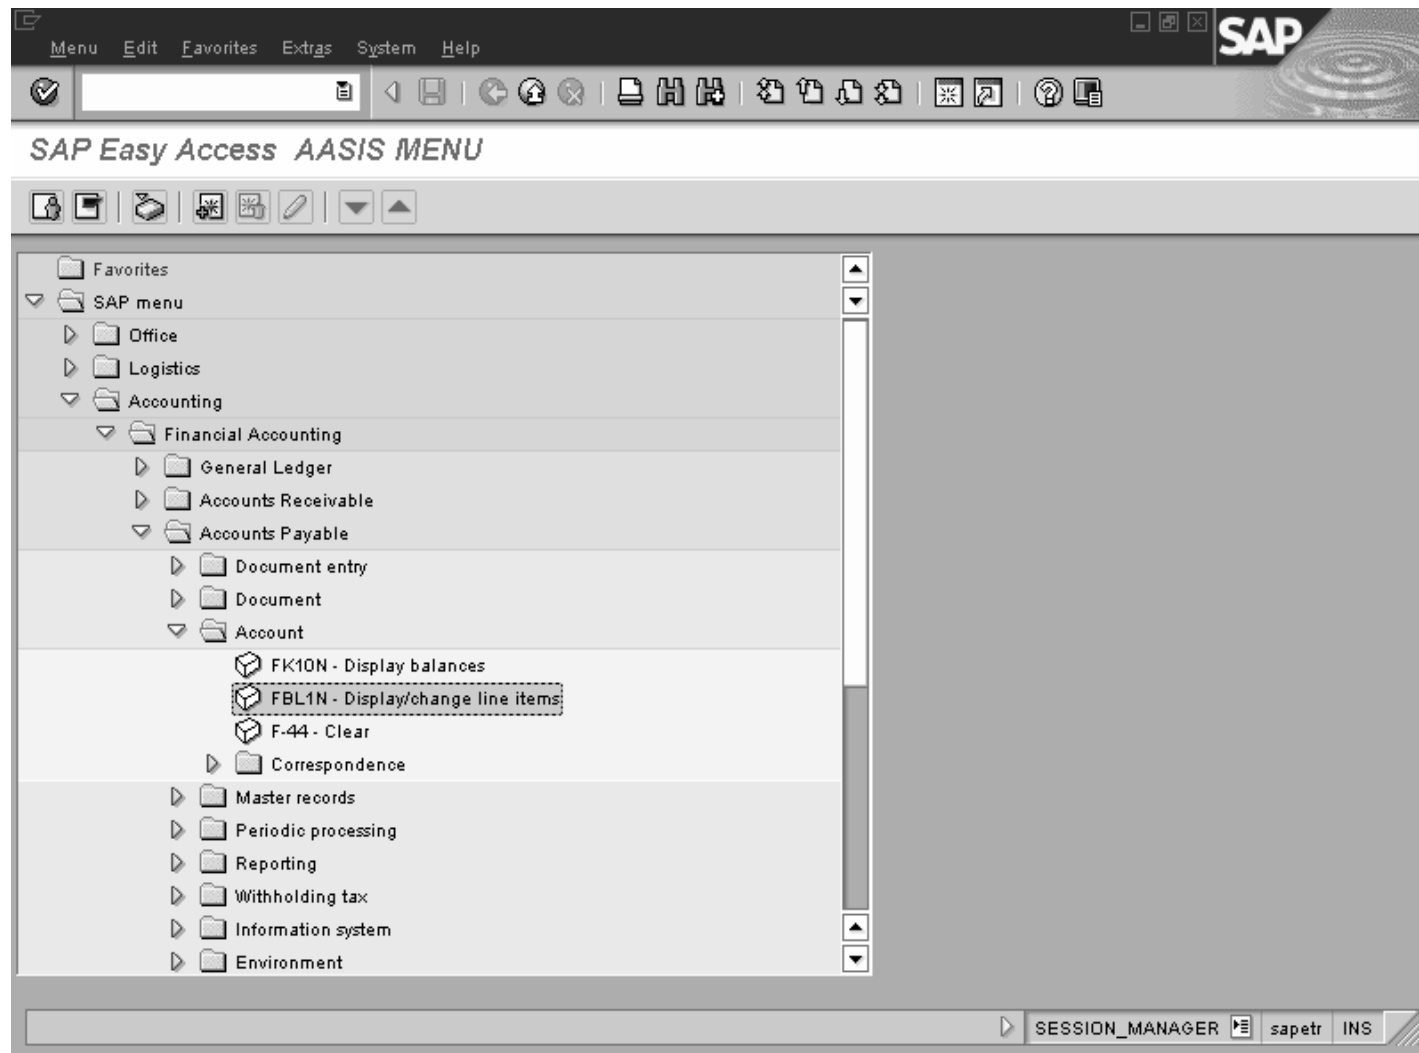 SAP
Menu Edit Favorites Extras System Help
SAP Easy Access AASIS MENU
Favorites
SAP menu
Office
Logistics
Accounting
Financial Accounting
General Ledger
Accounts Receivable
Accounts Payable
Document entry
Document
Account
FK10N - Display balances
FBL1N - Display/change line items
F-44 - Clear
Correspondence
Master records
Periodic processing
Reporting
Withholding tax
Information system
Environment
SESSION_MANAGER sapetr INS